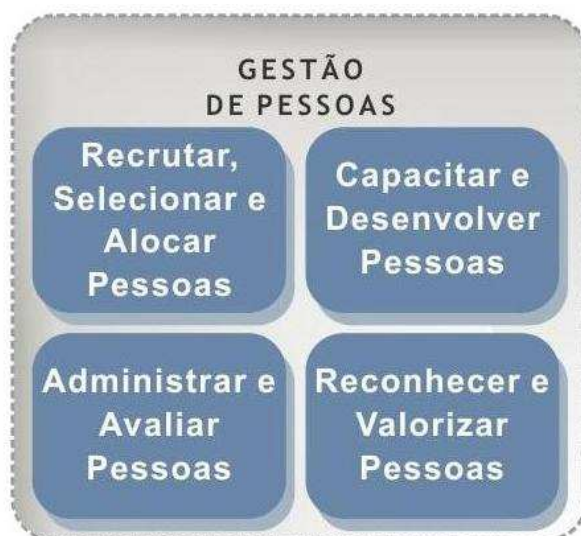 GESTÃO
DE PESSOAS
Recrutar,
Selecionar e
Alocar
Pessoas
Capacitar e
Desenvolver
Pessoas
Administrar e
Avaliar
Pessoas
Reconhecer e
Valorizar
Pessoas